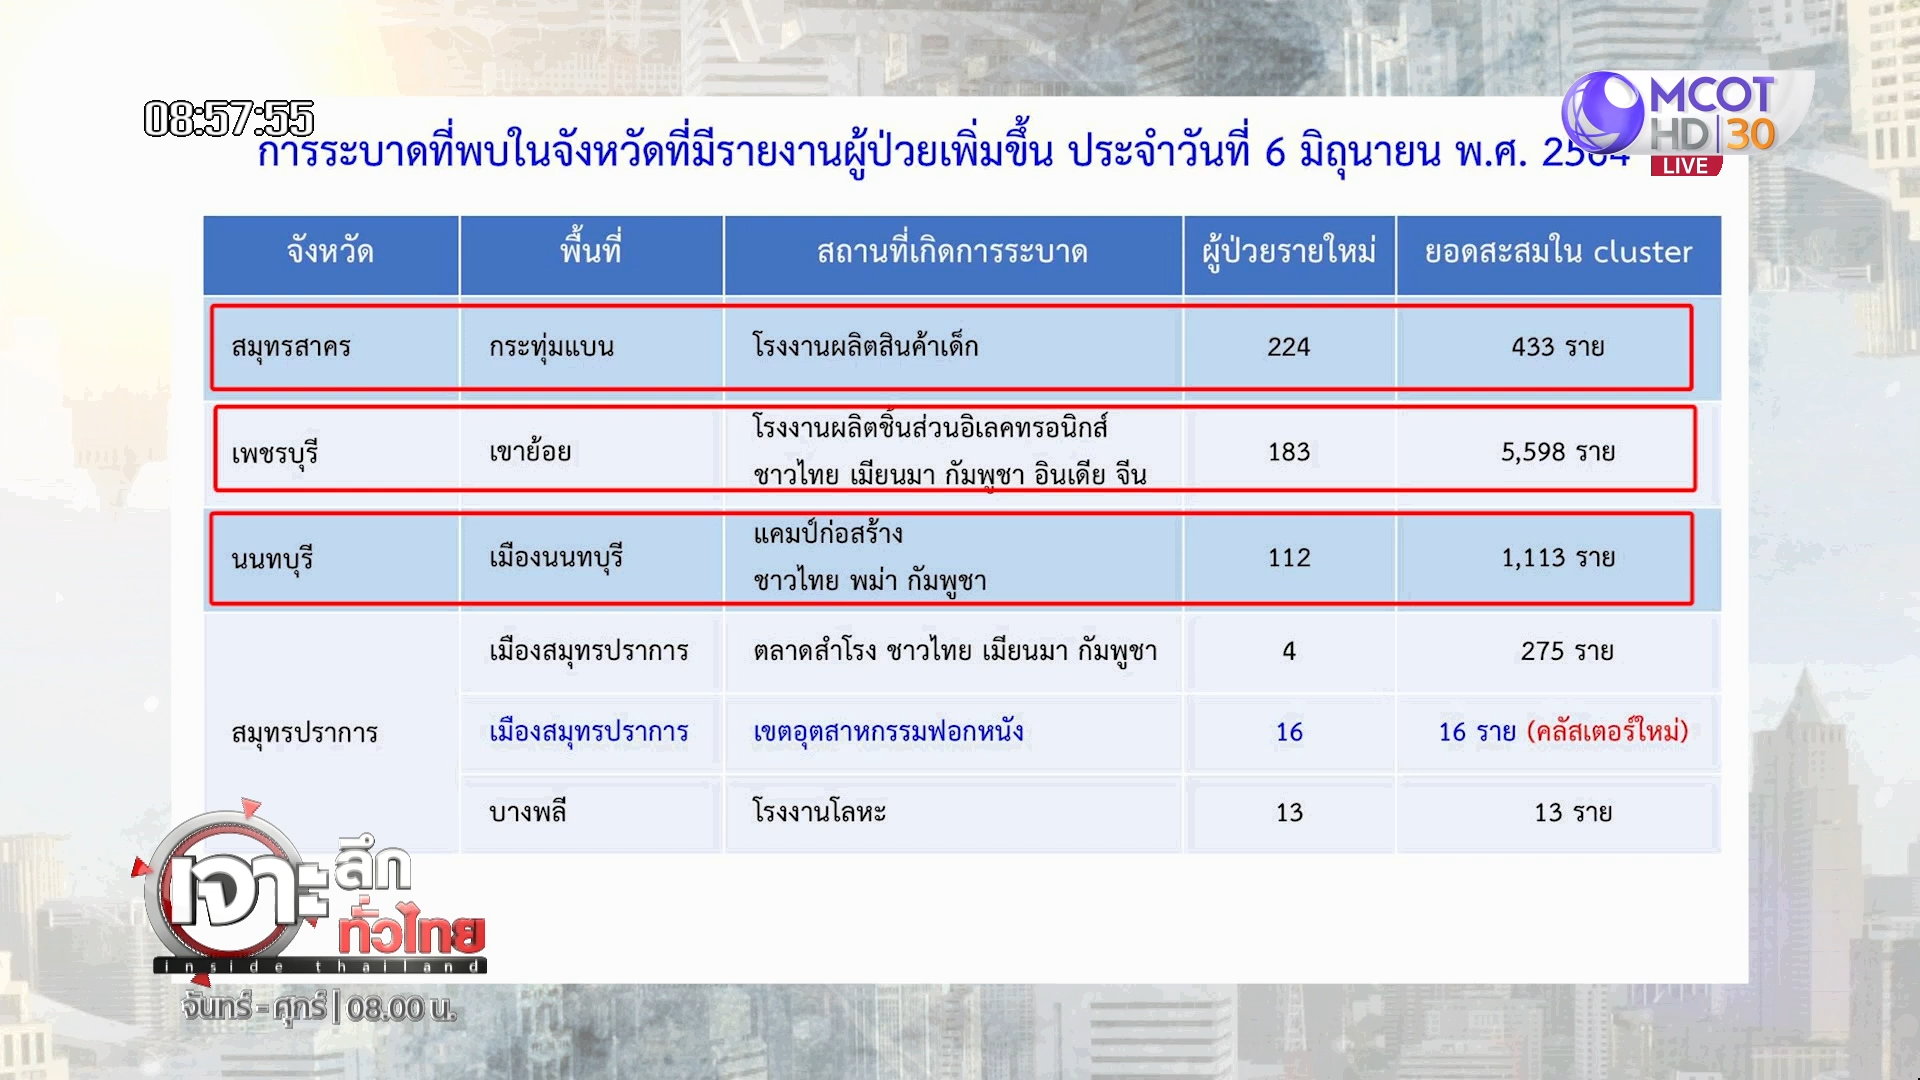 08:57:55
MCOT
HD 30
LIVE
การระบาดที่พบในจังหวัดที่มีรายงานผู้ป่วยเพิ่มขึ้น ประจำวันที่ 6 มิถุนายน พ.ศ. 2564
จังหวัด พื้นที่ สถานที่เกิดการระบาด ผู้ป่วยรายใหม่ ยอดสะสมใน cluster
สมุทรสาคร กระทุ่มแบน โรงงานผลิตสินค้าเด็ก 224 433 ราย
เพชรบุรี เขาย้อย โรงงานผลิตชิ้นส่วนอิเลคทรอนิกส์ 183 5,598 ราย
ชาวไทย เมียนมา กัมพูชา อินเดีย จีน
นนทบุรี เมืองนนทบุรี แคมป์ก่อสร้าง 112 1,113 ราย
ชาวไทย พม่า กัมพูชา
เมืองสมุทรปราการ ตลาดสำโรง ชาวไทย เมียนมา กัมพูชา 4 275 ราย
สมุทรปราการ เมืองสมุทรปราการ เขตอุตสาหกรรมฟอกหนัง 16 16 ราย (คลัสเตอร์ใหม่)
บางพลี โรงงานโลหะ 13 13 ราย
เจาะลึก
ทั่วไทย
inside thailand
จันทร์ - ศุกร์ | 08.00 น.